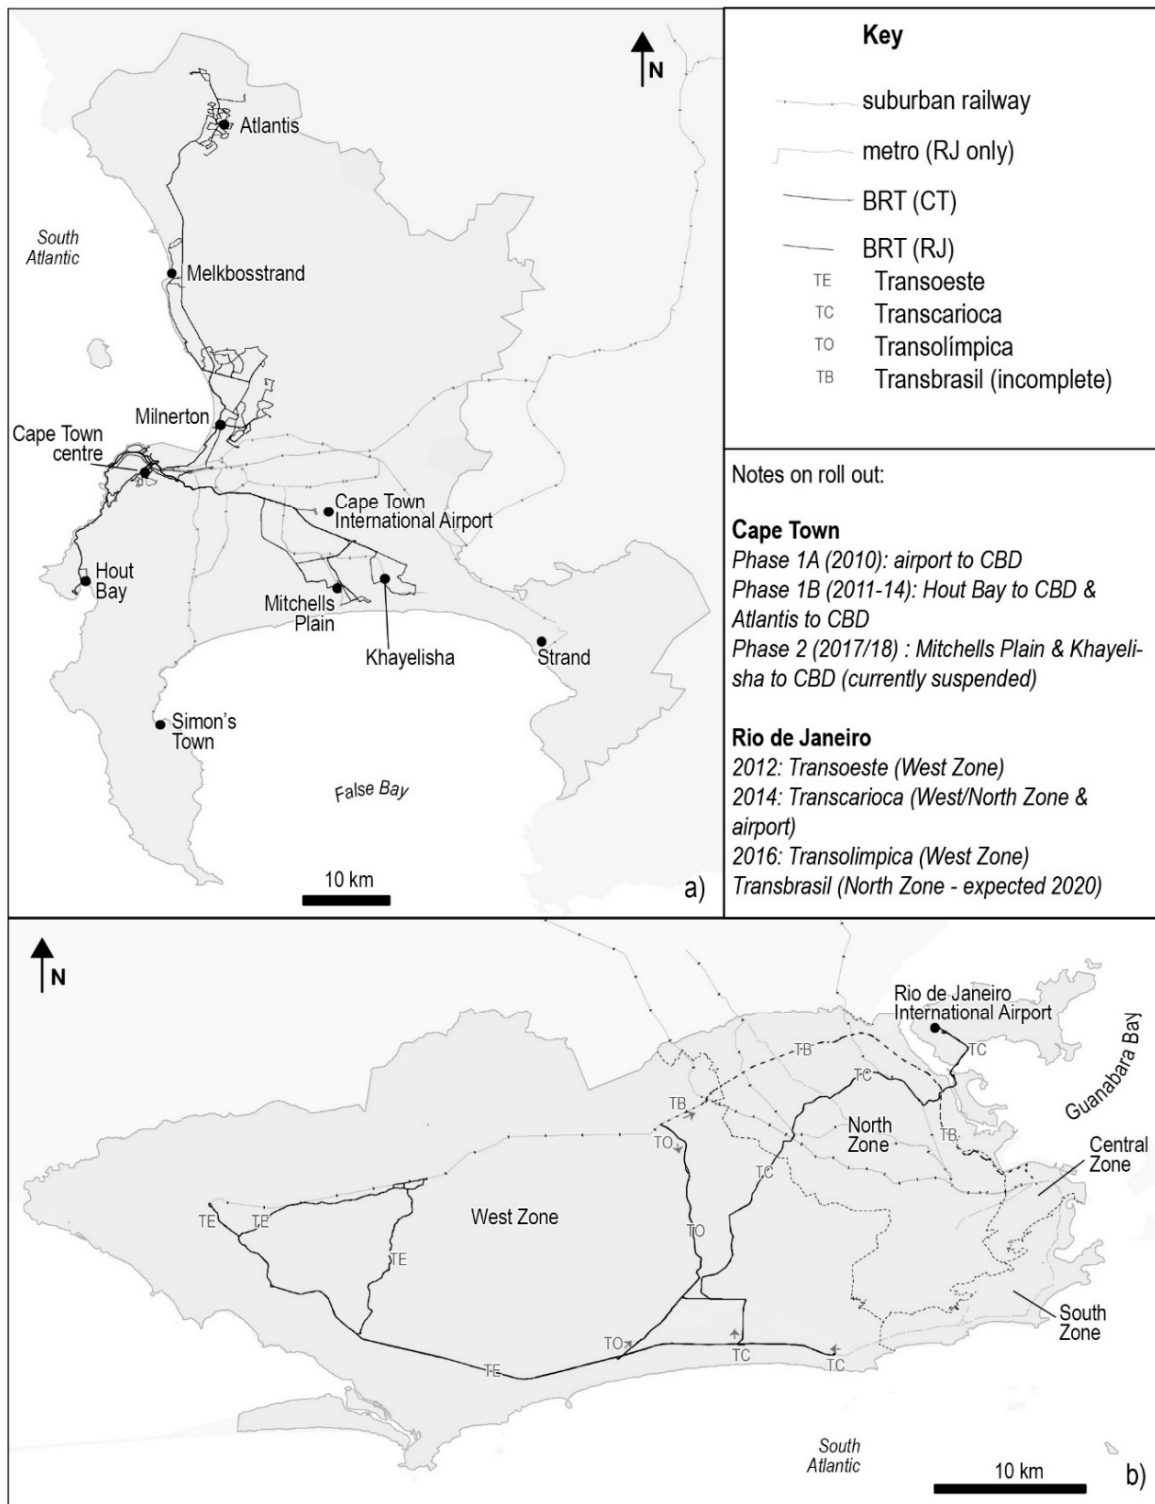 N
Atlantis
South
Atlantic
Melkbosstrand
Milnerton
Cape Town
centre
Cape Town
International Airport
Hout
Bay
Mitchells
Plain
Khayelisha
Strand
Simon's
Town
False Bay
10 km
a)
Key
suburban railway
metro (RJ only)
BRT (CT)
BRT (RJ)
TE Transoeste
TC Transcarioca
TO Transolímpica
TB Transbrasil (incomplete)
Notes on roll out:
Cape Town
Phase 1A (2010): airport to CBD
Phase 1B (2011-14): Hout Bay to CBD &
Atlantis to CBD
Phase 2 (2017/18) : Mitchells Plain & Khayeli-
sha to CBD (currently suspended)
Rio de Janeiro
2012: Transoeste (West Zone)
2014: Transcarioca (West/North Zone &
airport)
2016: Transolimpica (West Zone)
Transbrasil (North Zone - expected 2020)
N
Rio de Janeiro
International Airport
TC
Guanabara Bay
TB
TC
TB
North
Zone
TB
TO
Central
Zone
TC
TE
TE
West Zone
TO
TE
South
Zone
TO
TC
TC
TE
South
Atlantic
10 km
b)